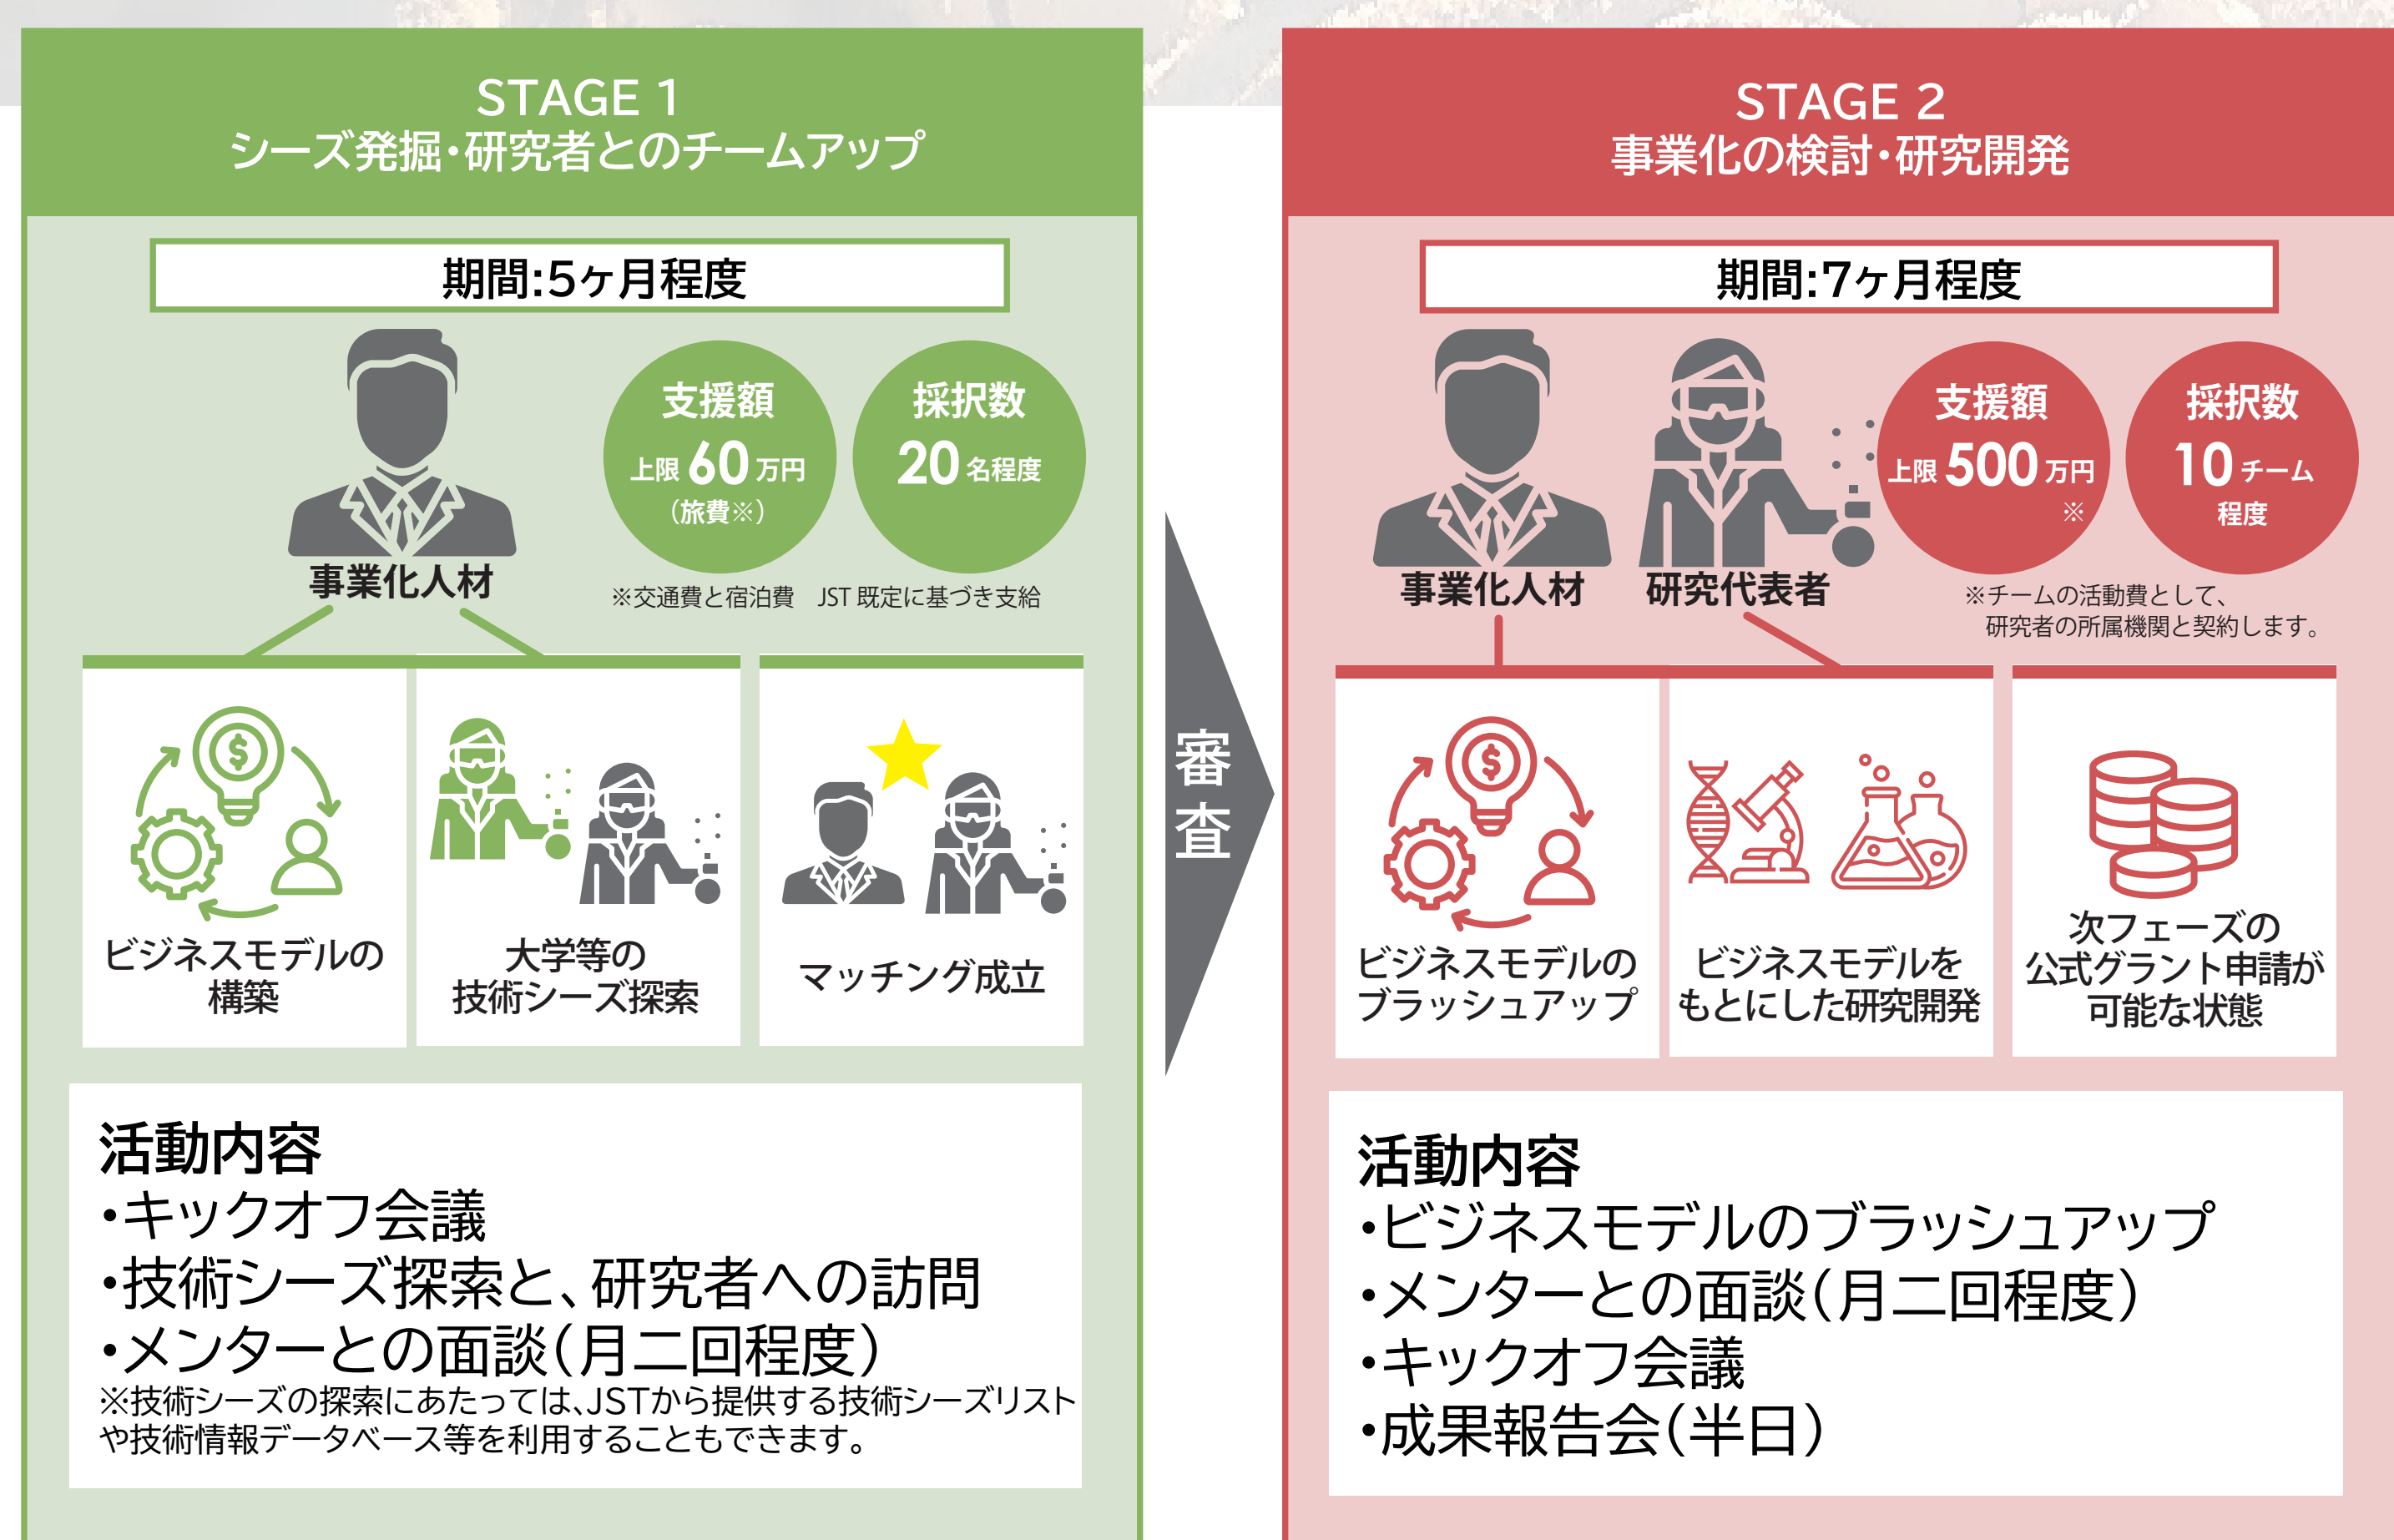 STAGE 1
シーズ発掘・研究者とのチームアップ
期間:5ヶ月程度
支援額
上限 60 万円
（旅費※）
採択数
20 名程度
事業化人材
※交通費と宿泊費　JST 既定に基づき支給
ビジネスモデルの
構築
大学等の
技術シーズ探索
マッチング成立
活動内容
・キックオフ会議
・技術シーズ探索と、研究者への訪問
・メンターとの面談（月二回程度）
※技術シーズの探索にあたっては、JSTから提供する技術シーズリスト
や技術情報データベース等を利用することもできます。
審査
STAGE 2
事業化の検討・研究開発
期間:7ヶ月程度
支援額
上限 500 万円
※
採択数
10 チーム
程度
事業化人材
研究代表者
※チームの活動費として、
研究者の所属機関と契約します。
ビジネスモデルの
ブラッシュアップ
ビジネスモデルを
もとにした研究開発
次フェーズの
公式グラント申請が
可能な状態
活動内容
・ビジネスモデルのブラッシュアップ
・メンターとの面談（月二回程度）
・キックオフ会議
・成果報告会（半日）